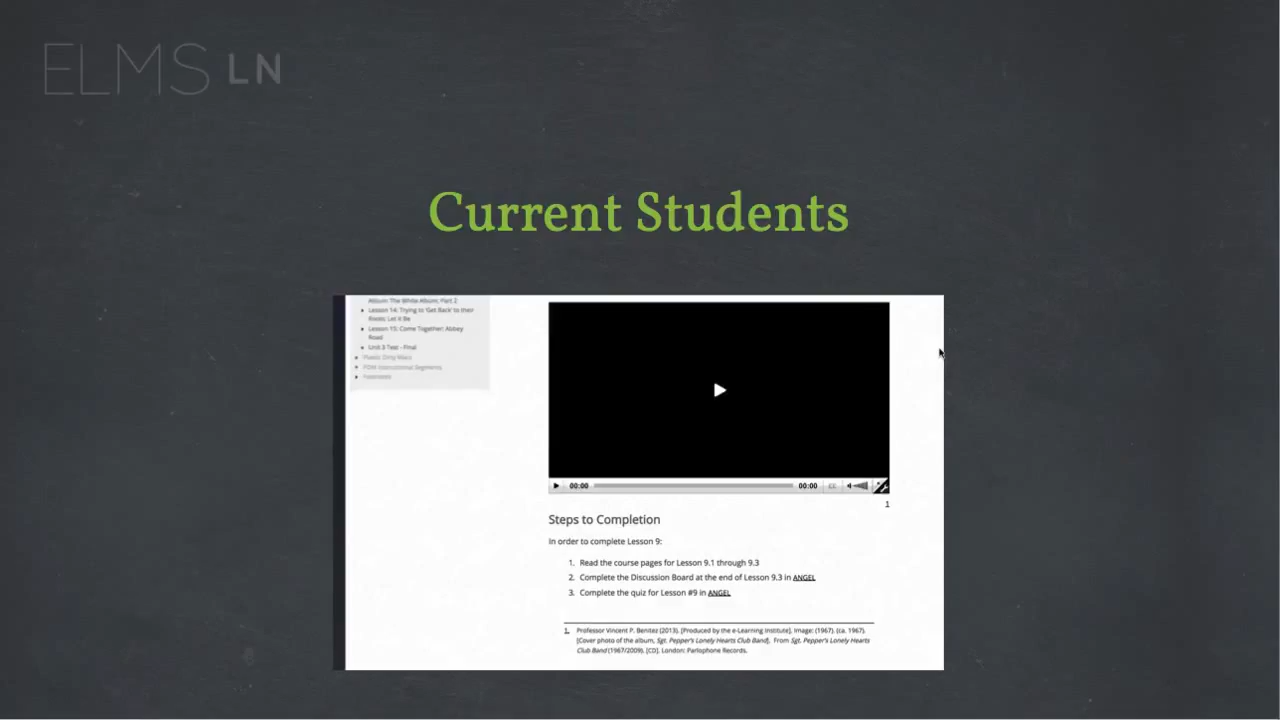 ELMS LN
Current Students
Album: The White Album: Part 2
Lesson 14: Trying to 'Get Back' to their
Roots: Let It Be
Lesson 15: Come Together: Abbey
Road
Unit 3 Test - Final
PDM Instructional Segments
Footnotes
00:00
00:00
CC
1
Steps to Completion
In order to complete Lesson 9:
1. Read the course pages for Lesson 9.1 through 9.3
2. Complete the Discussion Board at the end of Lesson 9.3 in ANGEL
3. Complete the quiz for Lesson #9 in ANGEL
1. Professor Vincent P. Benitez (2013). [Produced by the e-Learning Institute]. Image: (1967). (ca. 1967).
[Cover photo of the album, Sgt. Pepper's Lonely Hearts Club Band]. From Sgt. Pepper's Lonely Hearts
Club Band (1967/2009). [CD]. London: Parlophone Records.